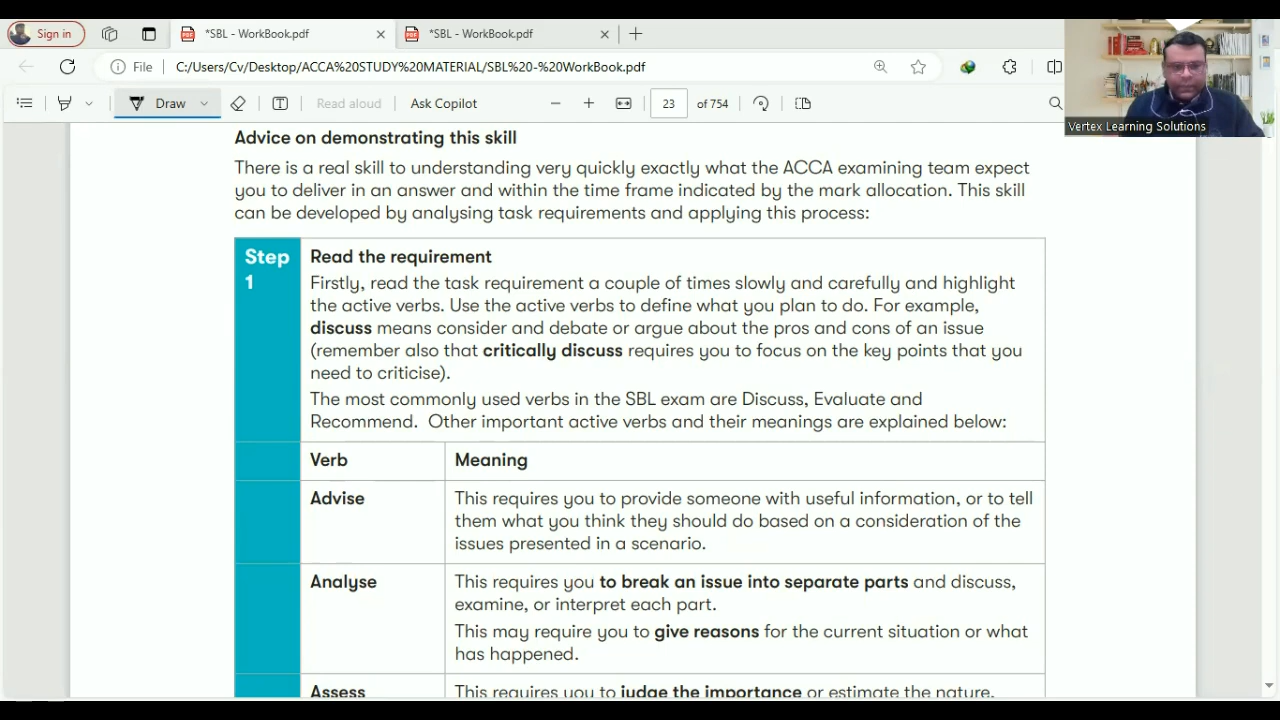 Sign in
*SBL - WorkBook.pdf
*SBL - WorkBook.pdf
File
C:/Users/Cv/Desktop/ACCA%20STUDY%20MATERIAL/SBL%20-%20WorkBook.pdf
Draw
Read aloud
Ask Copilot
23
of 754
Vertex Learning Solutions
Advice on demonstrating this skill
There is a real skill to understanding very quickly exactly what the ACCA examining team expect
you to deliver in an answer and within the time frame indicated by the mark allocation. This skill
can be developed by analysing task requirements and applying this process:
Step
1
Read the requirement
Firstly, read the task requirement a couple of times slowly and carefully and highlight
the active verbs. Use the active verbs to define what you plan to do. For example,
discuss means consider and debate or argue about the pros and cons of an issue
(remember also that critically discuss requires you to focus on the key points that you
need to criticise).
The most commonly used verbs in the SBL exam are Discuss, Evaluate and
Recommend. Other important active verbs and their meanings are explained below:
Verb
Meaning
Advise
This requires you to provide someone with useful information, or to tell
them what you think they should do based on a consideration of the
issues presented in a scenario.
Analyse
This requires you to break an issue into separate parts and discuss,
examine, or interpret each part.
This may require you to give reasons for the current situation or what
has happened.
Assess
This requires you to judge the importance or estimate the nature,